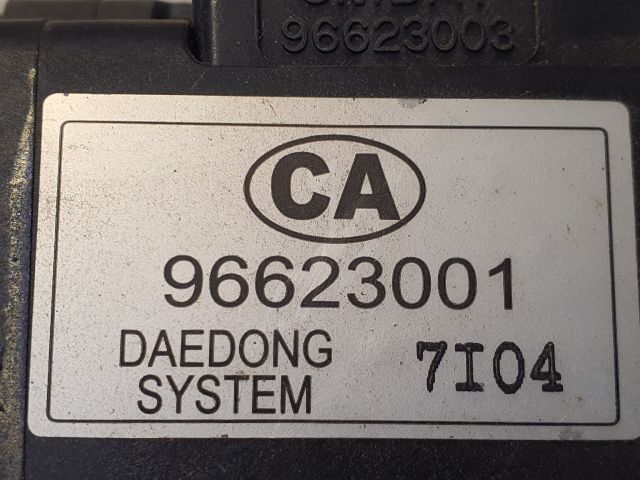 96623003
CA
96623001
DAEDONG
SYSTEM
7I04